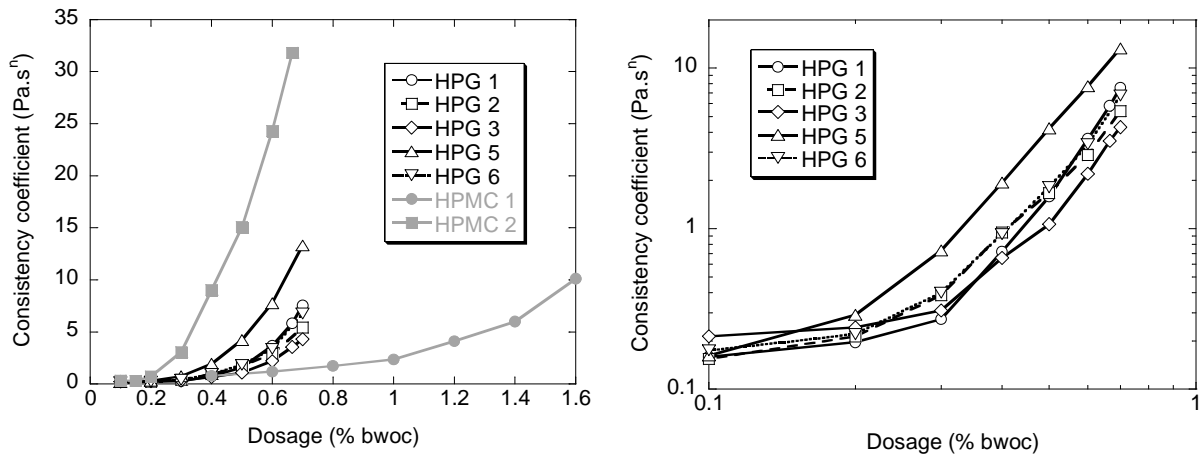 Consistency coefficient (Pa.sⁿ)
35
30
25
20
15
10
5
0
0 0.2 0.4 0.6 0.8 1 1.2 1.4 1.6
Dosage (% bwoc)
HPG 1
HPG 2
HPG 3
HPG 5
HPG 6
HPMC 1
HPMC 2
Consistency coefficient (Pa.sⁿ)
10
1
0.1
0.1 1
Dosage (% bwoc)
HPG 1
HPG 2
HPG 3
HPG 5
HPG 6